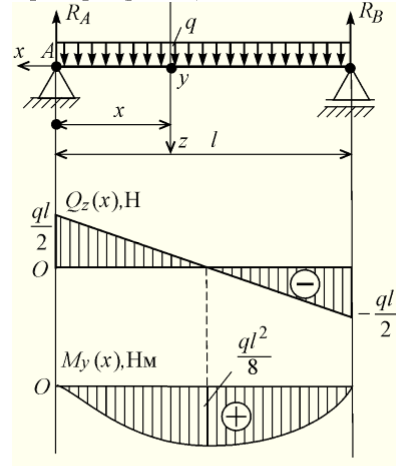 R_A
R_B
q
A
x
y
x
z
l
Q_z(x),Н
ql/2
O
−
−ql/2
M_y(x),Нм
ql²/8
O
+